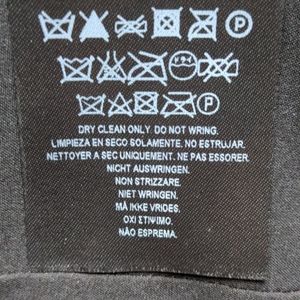 P
P
DRY CLEAN ONLY. DO NOT WRING.
LIMPIEZA EN SECO SOLAMENTE. NO ESTRUJAR.
NETTOYER A SEC UNIQUEMENT. NE PAS ESSORER.
NICHT AUSWRINGEN.
NON STRIZZARE.
NIET WRINGEN.
MÅ IKKE VRIDES.
ΟΧΙ ΣΤΙΨΙΜΟ.
NÃO ESPREMA.